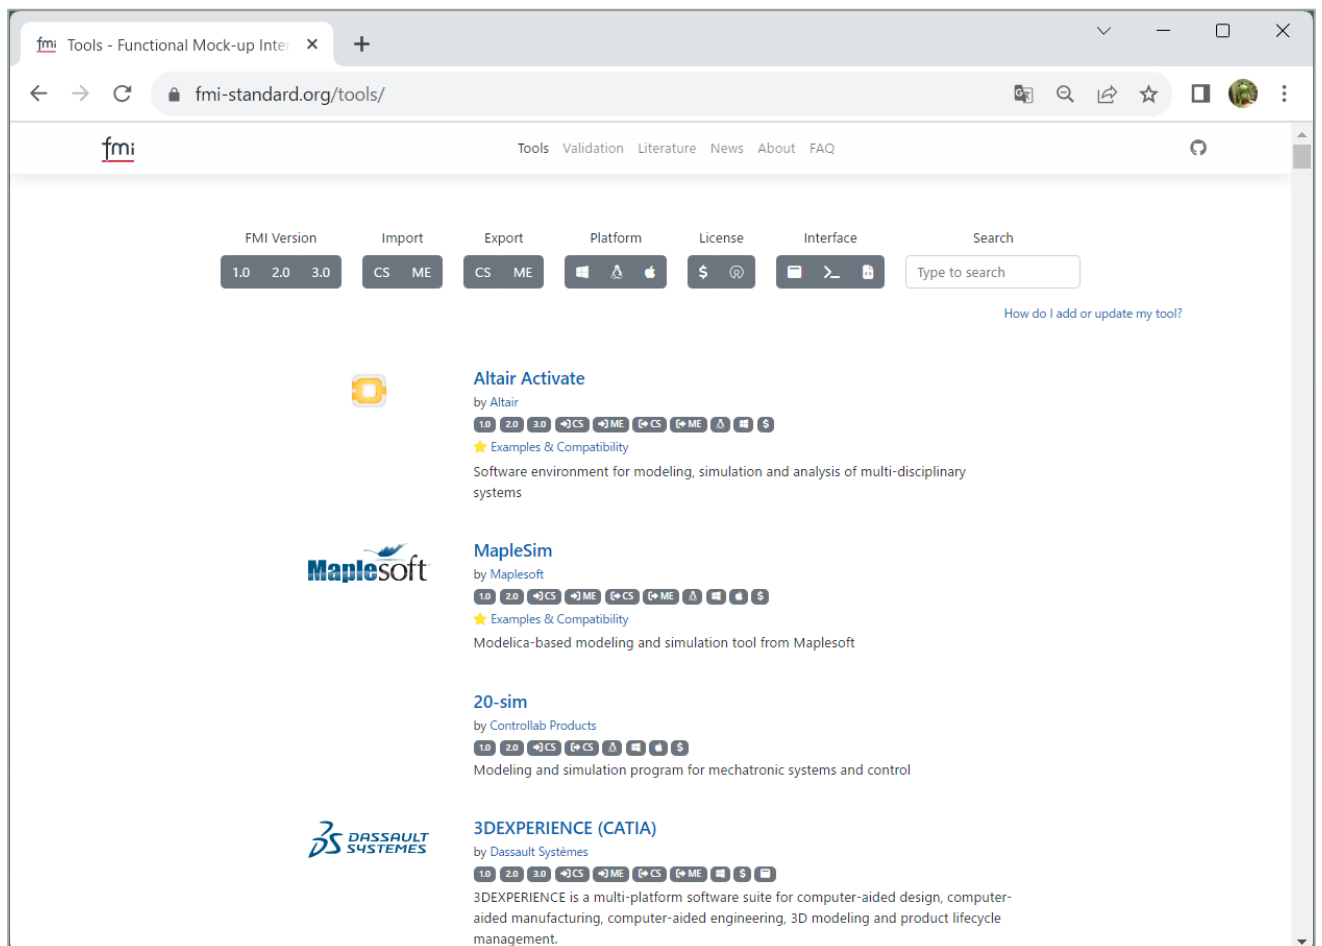 fmi Tools - Functional Mock-up Inter
fmi-standard.org/tools/
fmi
Tools Validation Literature News About FAQ
FMI Version Import Export Platform License Interface Search
1.0 2.0 3.0 CS ME CS ME $ Type to search
How do I add or update my tool?
Altair Activate
by Altair
1.0 2.0 3.0 CS ME CS ME $
Examples & Compatibility
Software environment for modeling, simulation and analysis of multi-disciplinary
systems
Maplesoft
MapleSim
by Maplesoft
1.0 2.0 CS ME CS ME $
Examples & Compatibility
Modelica-based modeling and simulation tool from Maplesoft
20-sim
by Controllab Products
1.0 2.0 CS CS $
Modeling and simulation program for mechatronic systems and control
DASSAULT
SYSTEMES
3DEXPERIENCE (CATIA)
by Dassault Systèmes
1.0 2.0 3.0 CS ME CS ME $
3DEXPERIENCE is a multi-platform software suite for computer-aided design, computer-
aided manufacturing, computer-aided engineering, 3D modeling and product lifecycle
management.